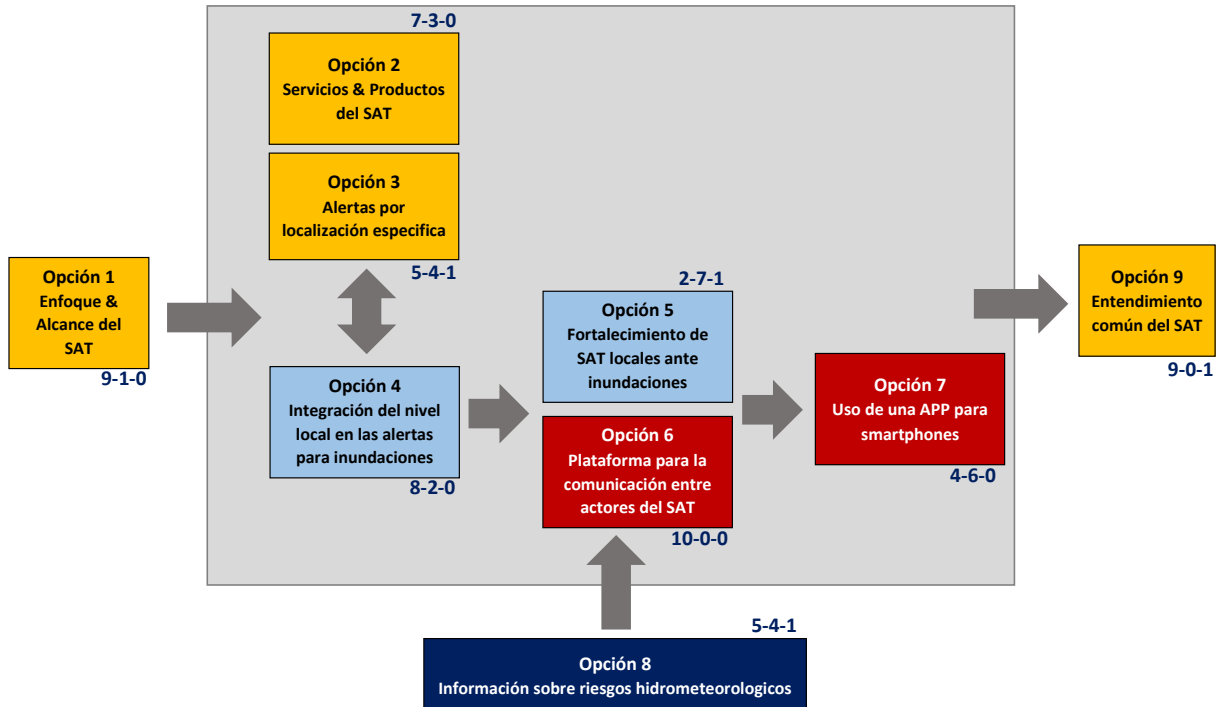 7-3-0
Opción 2
Servicios & Productos
del SAT
Opción 3
Alertas por
localización especifica
5-4-1
Opción 1
Enfoque &
Alcance del
SAT
9-1-0
Opción 4
Integración del nivel
local en las alertas
para inundaciones
8-2-0
2-7-1
Opción 5
Fortalecimiento de
SAT locales ante
inundaciones
Opción 6
Plataforma para la
comunicación entre
actores del SAT
10-0-0
Opción 7
Uso de una APP para
smartphones
4-6-0
Opción 9
Entendimiento
común del SAT
9-0-1
5-4-1
Opción 8
Información sobre riesgos hidrometeorologicos